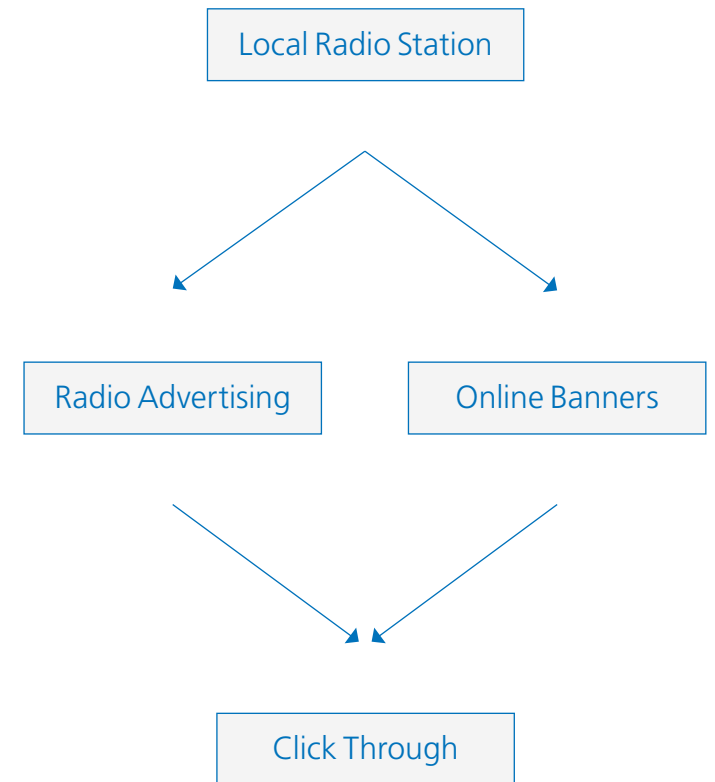 Local Radio Station
Radio Advertising
Online Banners
Click Through